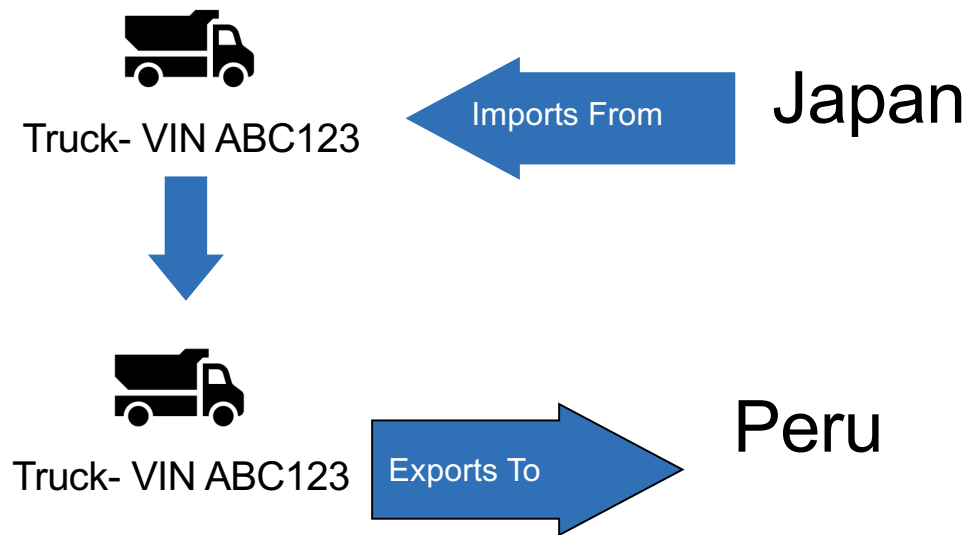 Imports From
Japan
Truck- VIN ABC123
Peru
Truck- VIN ABC123
Exports To